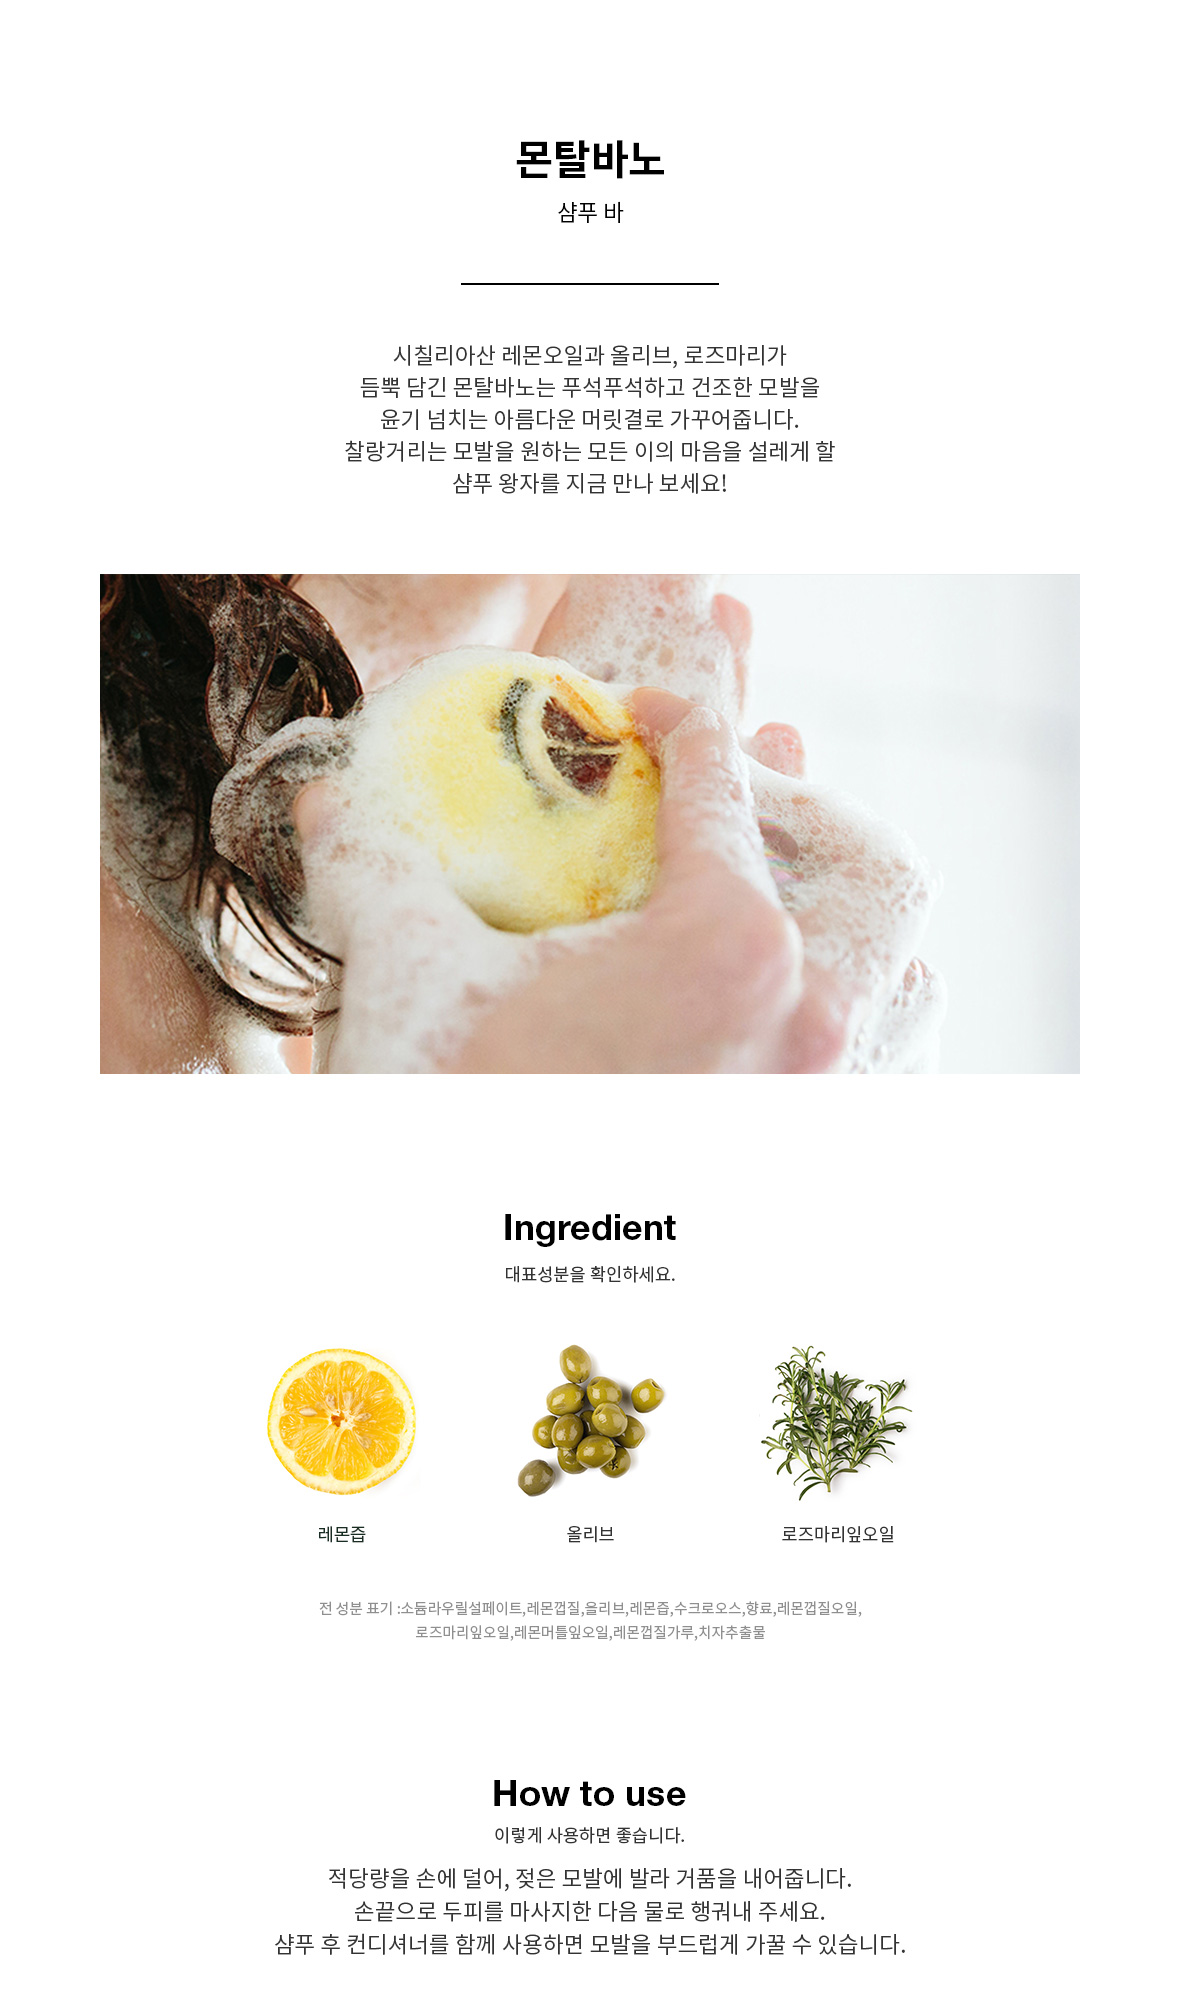 몬탈바노
샴푸 바
시칠리아산 레몬오일과 올리브, 로즈마리가
듬뿍 담긴 몬탈바노는 푸석푸석하고 건조한 모발을
윤기 넘치는 아름다운 머릿결로 가꾸어줍니다.
찰랑거리는 모발을 원하는 모든 이의 마음을 설레게 할
샴푸 왕자를 지금 만나 보세요!
Ingredient
대표성분을 확인하세요.
레몬즙
올리브
로즈마리잎오일
전 성분 표기 :소듐라우릴설페이트,레몬껍질,올리브,레몬즙,수크로오스,향료,레몬껍질오일,
로즈마리잎오일,레몬머틀잎오일,레몬껍질가루,치자추출물
How to use
이렇게 사용하면 좋습니다.
적당량을 손에 덜어, 젖은 모발에 발라 거품을 내어줍니다.
손끝으로 두피를 마사지한 다음 물로 행궈내 주세요.
샴푸 후 컨디셔너를 함께 사용하면 모발을 부드럽게 가꿀 수 있습니다.